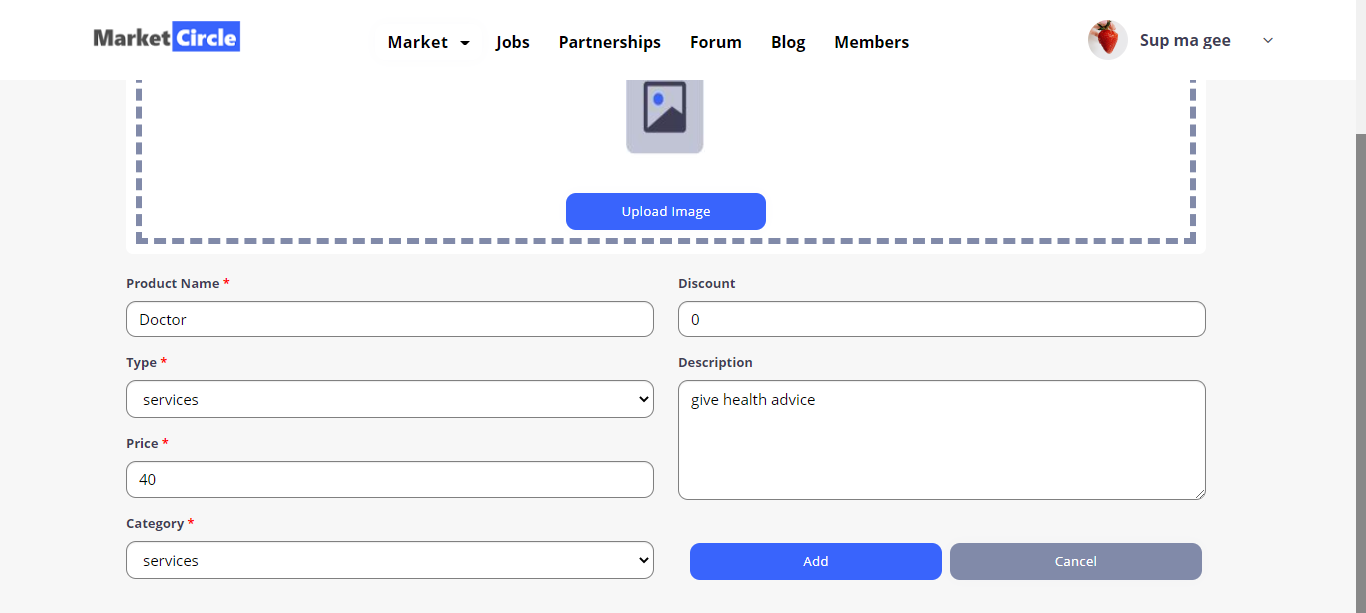 Market Circle
Market Jobs Partnerships Forum Blog Members
Sup ma gee
Upload Image
Product Name *
Doctor
Discount
0
Type *
services
Description
give health advice
Price *
40
Category *
services
Add
Cancel